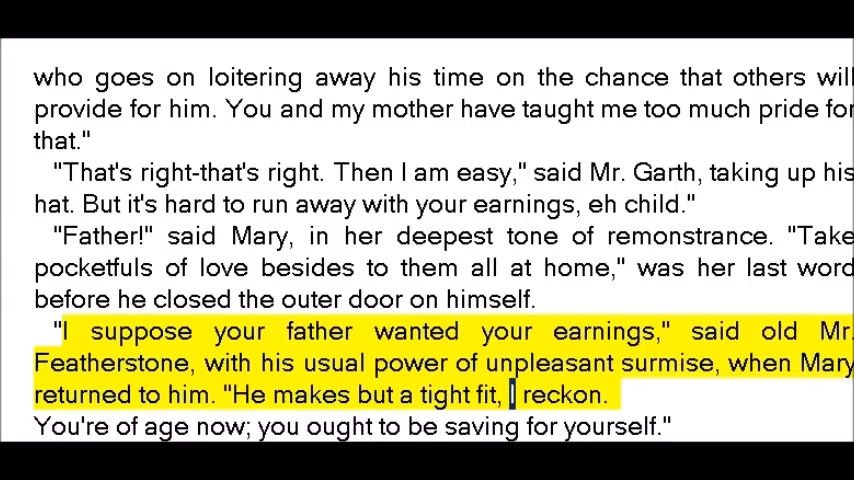 who goes on loitering away his time on the chance that others will
provide for him. You and my mother have taught me too much pride for
that."
"That's right-that's right. Then I am easy," said Mr. Garth, taking up his
hat. But it's hard to run away with your earnings, eh child."
"Father!" said Mary, in her deepest tone of remonstrance. "Take
pocketfuls of love besides to them all at home," was her last word
before he closed the outer door on himself.
"I suppose your father wanted your earnings," said old Mr.
Featherstone, with his usual power of unpleasant surmise, when Mary
returned to him. "He makes but a tight fit, I reckon.
You're of age now; you ought to be saving for yourself."